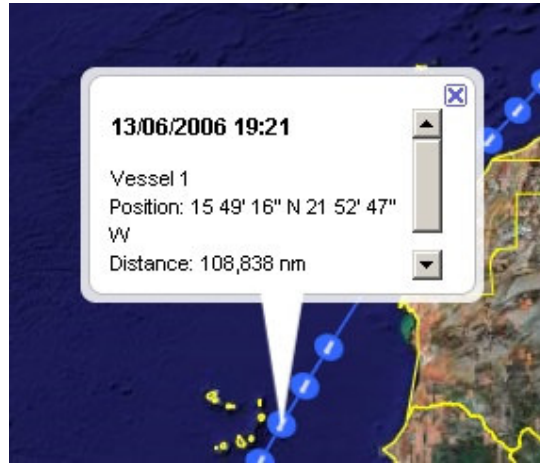 13/06/2006 19:21
Vessel 1
Position: 15 49' 16" N 21 52' 47"
W
Distance: 108,838 nm